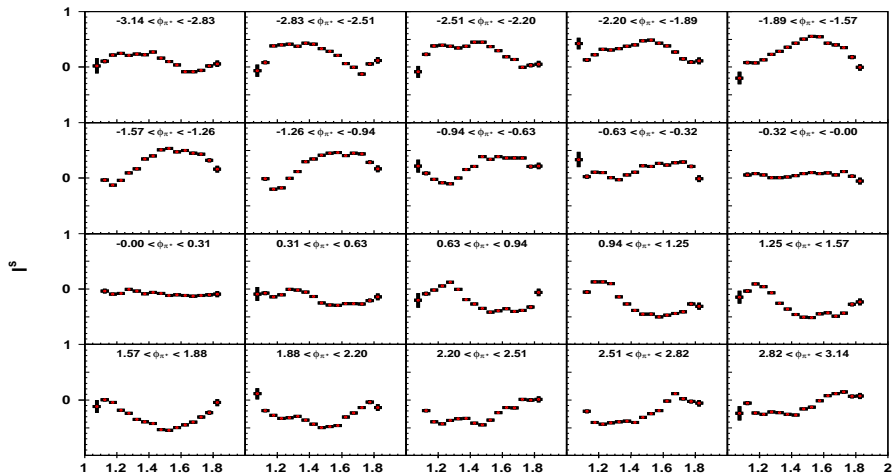 1
-3.14 < ϕπ+ < -2.83
-2.83 < ϕπ+ < -2.51
-2.51 < ϕπ+ < -2.20
-2.20 < ϕπ+ < -1.89
-1.89 < ϕπ+ < -1.57
0
1
-1.57 < ϕπ+ < -1.26
-1.26 < ϕπ+ < -0.94
-0.94 < ϕπ+ < -0.63
-0.63 < ϕπ+ < -0.32
-0.32 < ϕπ+ < -0.00
0
1
-0.00 < ϕπ+ < 0.31
0.31 < ϕπ+ < 0.63
0.63 < ϕπ+ < 0.94
0.94 < ϕπ+ < 1.25
1.25 < ϕπ+ < 1.57
Is
0
1
1.57 < ϕπ+ < 1.88
1.88 < ϕπ+ < 2.20
2.20 < ϕπ+ < 2.51
2.51 < ϕπ+ < 2.82
2.82 < ϕπ+ < 3.14
0
1 1.2 1.4 1.6 1.8 1.2 1.4 1.6 1.8 1.2 1.4 1.6 1.8 1.2 1.4 1.6 1.8 1.2 1.4 1.6 1.8 2